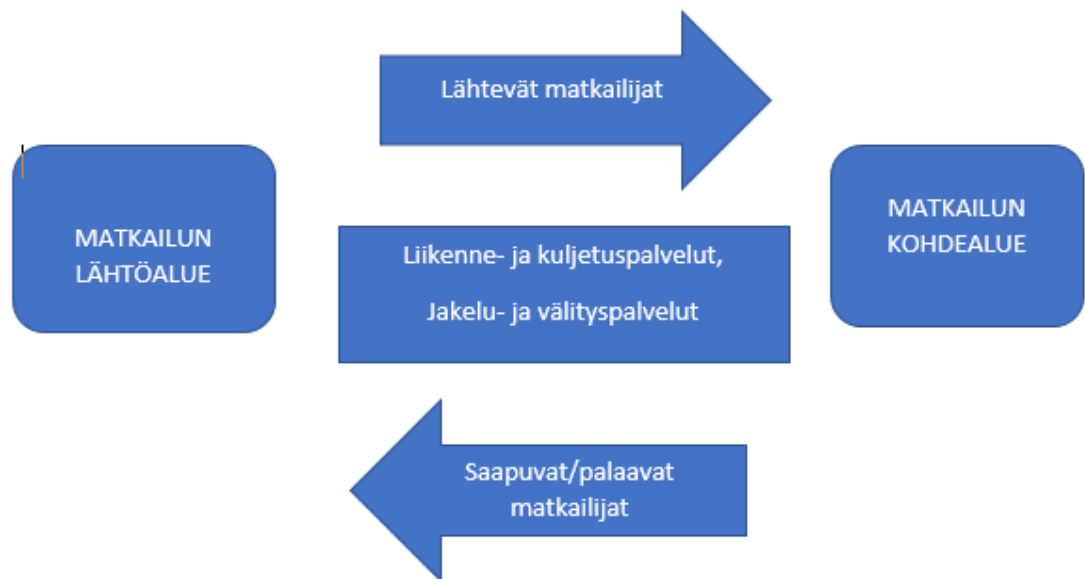 Lähtevät matkailijat
MATKAILUN
LÄHTÖALUE
Liikenne- ja kuljetuspalvelut,
Jakelu- ja välityspalvelut
MATKAILUN
KOHDEALUE
Saapuvat/palaavat
matkailijat